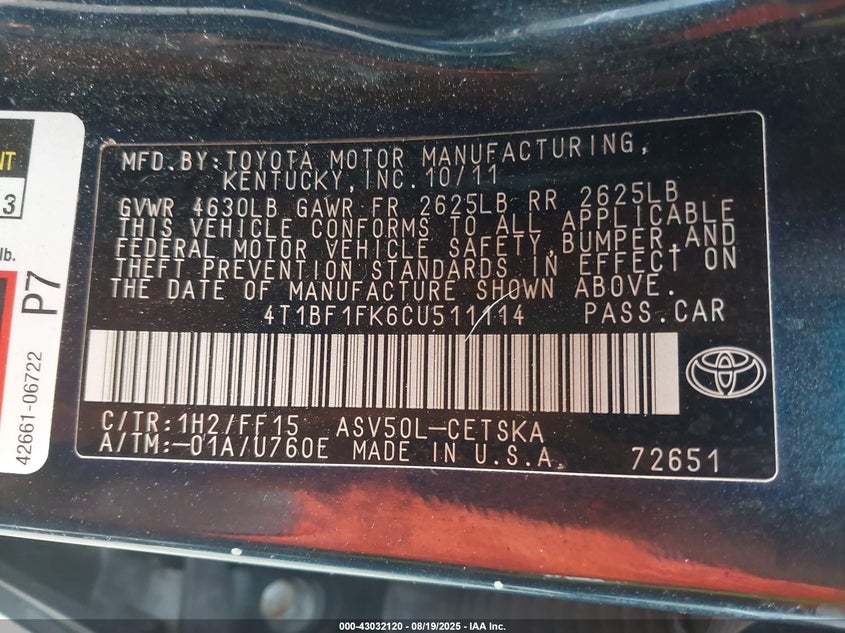 NT
3
lb.
P7
42661-06722
MFD.BY:TOYOTA MOTOR MANUFACTURING,
KENTUCKY,INC.10/11
GVWR 4630LB GAWR FR 2625LB RR 2625LB
THIS VEHICLE CONFORMS TO ALL APPLICABLE
FEDERAL MOTOR VEHICLE SAFETY,BUMPER,AND
THEFT PREVENTION STANDARDS IN EFFECT ON
THE DATE OF MANUFACTURE SHOWN ABOVE.
4T1BF1FK6CU511114 PASS.CAR
C/TR:1H2/FF15 ASV50L-CETSKA
A/TM:-01A/U760E MADE IN U.S.A. 72651
000-43032120 - 08/19/2025 - IAA Inc.